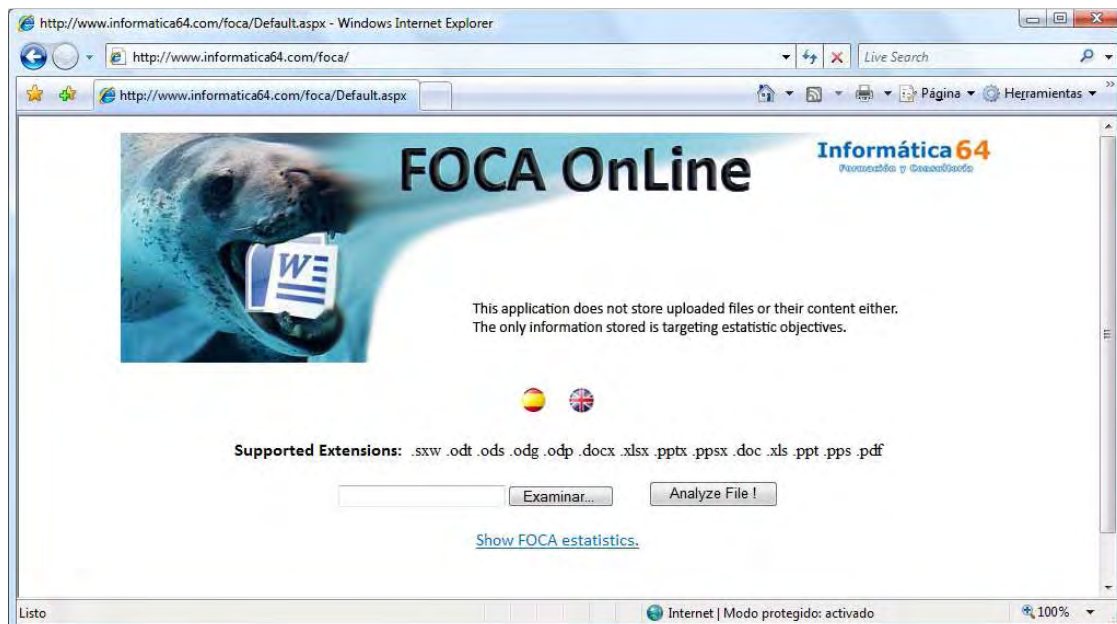 http://www.informatica64.com/foca/Default.aspx - Windows Internet Explorer
http://www.informatica64.com/foca/
Live Search
http://www.informatica64.com/foca/Default.aspx
Página
Herramientas
FOCA OnLine
Informática64
Formación y Consultoría
W
This application does not store uploaded files or their content either.
The only information stored is targeting estatistic objectives.
Supported Extensions: .sxw .odt .ods .odg .odp .docx .xlsx .pptx .ppsx .doc .xls .ppt .pps .pdf
Examinar...
Analyze File !
Show FOCA estatistics.
Listo
Internet | Modo protegido: activado
100%